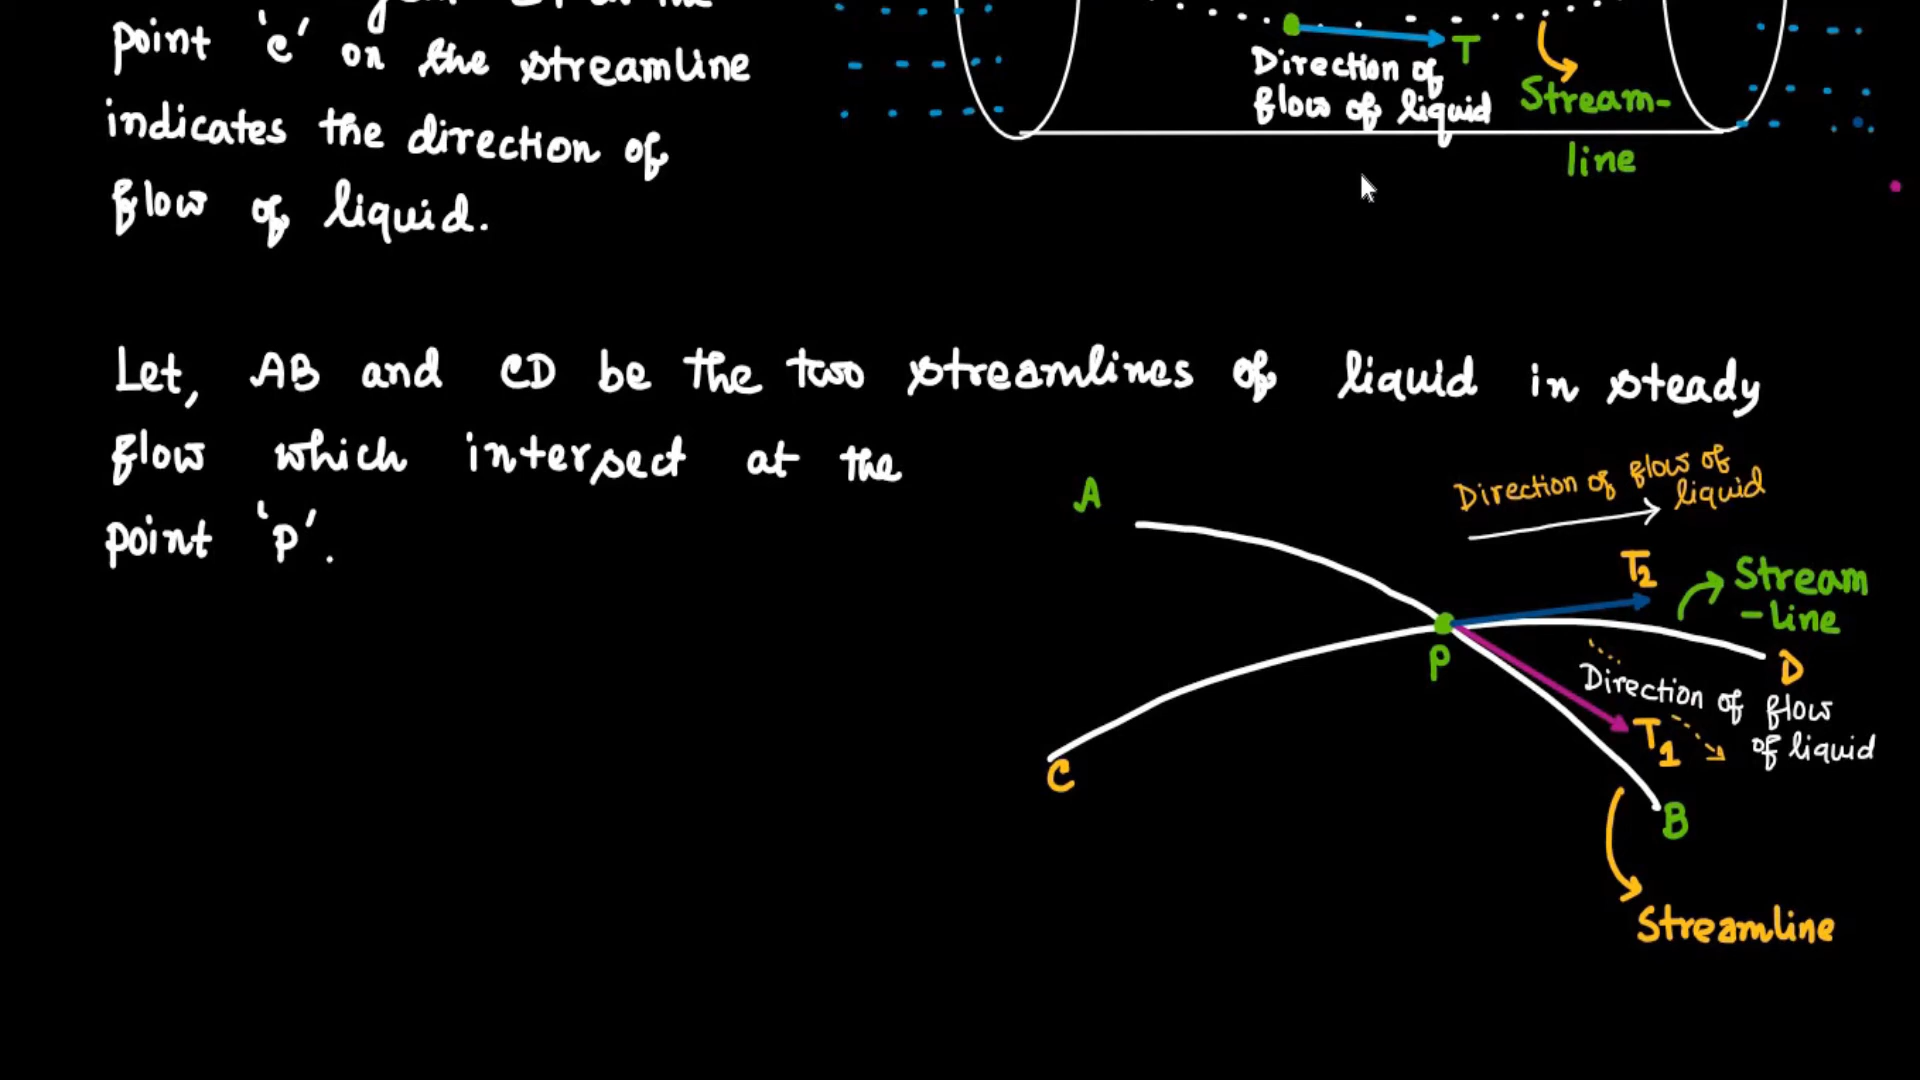 point 'c' on the streamline
indicates the direction of
flow of liquid.
T
Direction of
flow of liquid
Stream-
line
Let, AB and CD be the two streamlines of liquid in steady
flow which intersect at the
point 'P'.
A
Direction of flow of
liquid
T2
Stream
-line
P
D
Direction of flow
of liquid
T1
C
B
Streamline